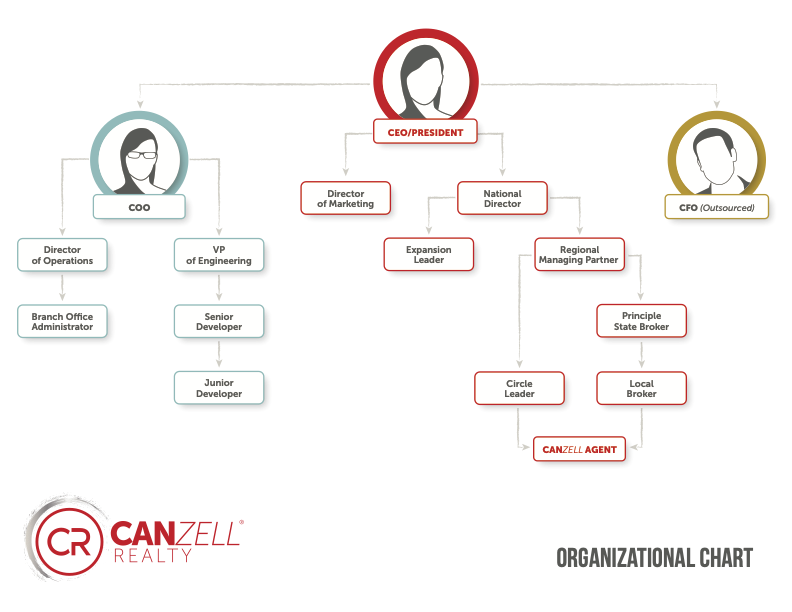 CEO/PRESIDENT
COO
CFO (Outsourced)
Director
of Marketing
National
Director
Director
of Operations
VP
of Engineering
Expansion
Leader
Regional
Managing Partner
Branch Office
Administrator
Senior
Developer
Principle
State Broker
Junior
Developer
Circle
Leader
Local
Broker
CANZELL AGENT
CR
CANZELL®
REALTY
ORGANIZATIONAL CHART